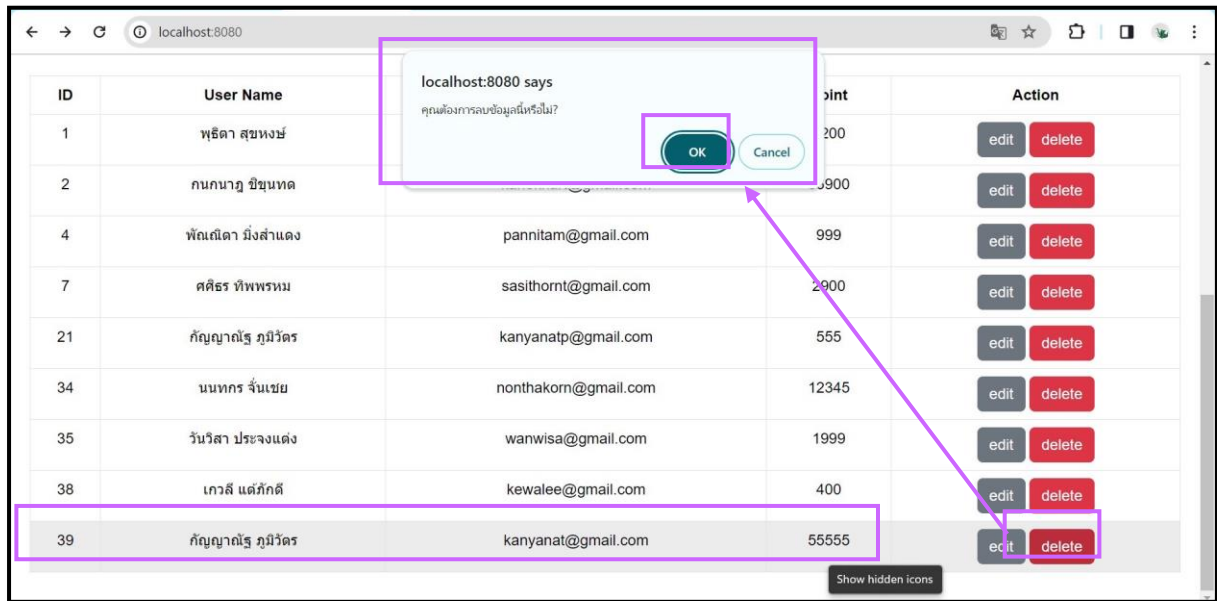 localhost:8080
localhost:8080 says
คุณต้องการลบข้อมูลนี้หรือไม่?
OK Cancel
ID User Name oint Action
1 พุธิตา สุขหงษ์ 200 edit delete
2 กนกนาฎ ชิขุนทด 900 edit delete
4 พัณณิตา มิ่งสำแดง pannitam@gmail.com 999 edit delete
7 ศศิธร ทิพพรหม sasithornt@gmail.com 2900 edit delete
21 กัญญาณัฐ ภูมิวัตร kanyanatp@gmail.com 555 edit delete
34 นนทกร จั่นเชย nonthakorn@gmail.com 12345 edit delete
35 วันวิสา ประจงแต่ง wanwisa@gmail.com 1999 edit delete
38 เกวลี แต้ภักดี kewalee@gmail.com 400 edit delete
39 กัญญาณัฐ ภูมิวัตร kanyanat@gmail.com 55555 edit delete
Show hidden icons